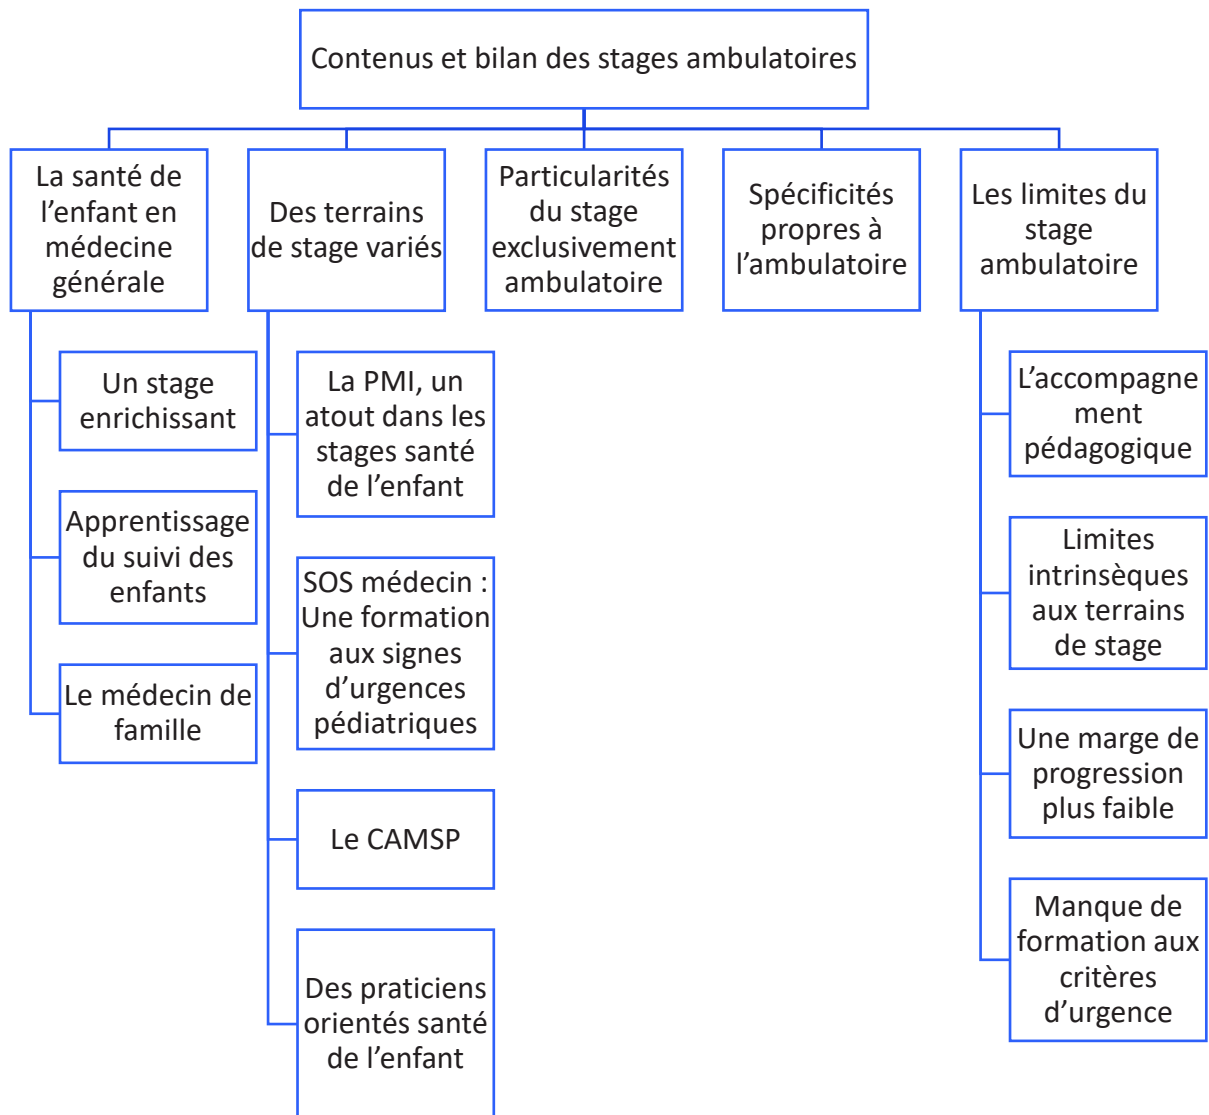 Contenus et bilan des stages ambulatoires
La santé de
l’enfant en
médecine
générale
Un stage
enrichissant
Apprentissage
du suivi des
enfants
Le médecin de
famille
Des terrains
de stage variés
La PMI, un
atout dans les
stages santé
de l’enfant
SOS médecin :
Une formation
aux signes
d’urgences
pédiatriques
Le CAMSP
Des praticiens
orientés santé
de l’enfant
Particularités
du stage
exclusivement
ambulatoire
Spécificités
propres à
l’ambulatoire
Les limites du
stage
ambulatoire
L’accompagne
ment
pédagogique
Limites
intrinsèques
aux terrains
de stage
Une marge de
progression
plus faible
Manque de
formation aux
critères
d’urgence